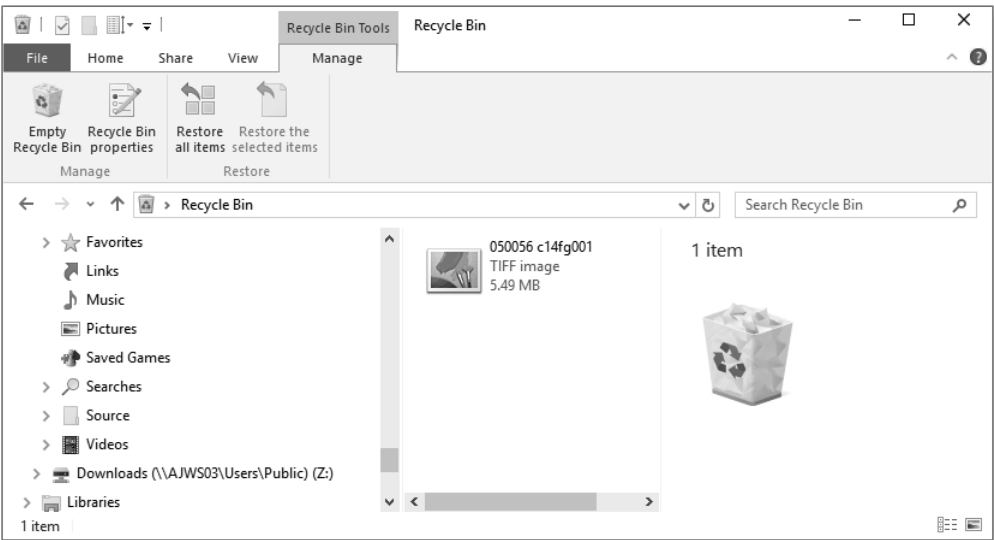 Recycle Bin Tools
Recycle Bin
File
Home
Share
View
Manage
Empty
Recycle Bin
Recycle Bin
properties
Restore
all items
Restore the
selected items
Manage
Restore
Recycle Bin
Search Recycle Bin
Favorites
Links
Music
Pictures
Saved Games
Searches
Source
Videos
Downloads (\\AJWS03\Users\Public) (Z:)
Libraries
050056 c14fg001
TIFF image
5.49 MB
1 item
1 item